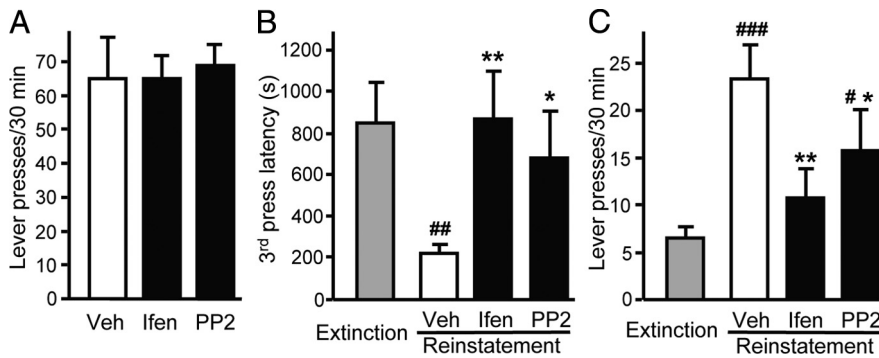 A
Lever presses/30 min
70
60
50
40
30
20
10
0
Veh Ifen PP2
B
3rd press latency (s)
1200
1000
800
600
400
200
0
##
**
*
Extinction
Veh Ifen PP2
Reinstatement
C
Lever presses/30 min
25
20
15
10
5
0
###
**
# *
Extinction
Veh Ifen PP2
Reinstatement